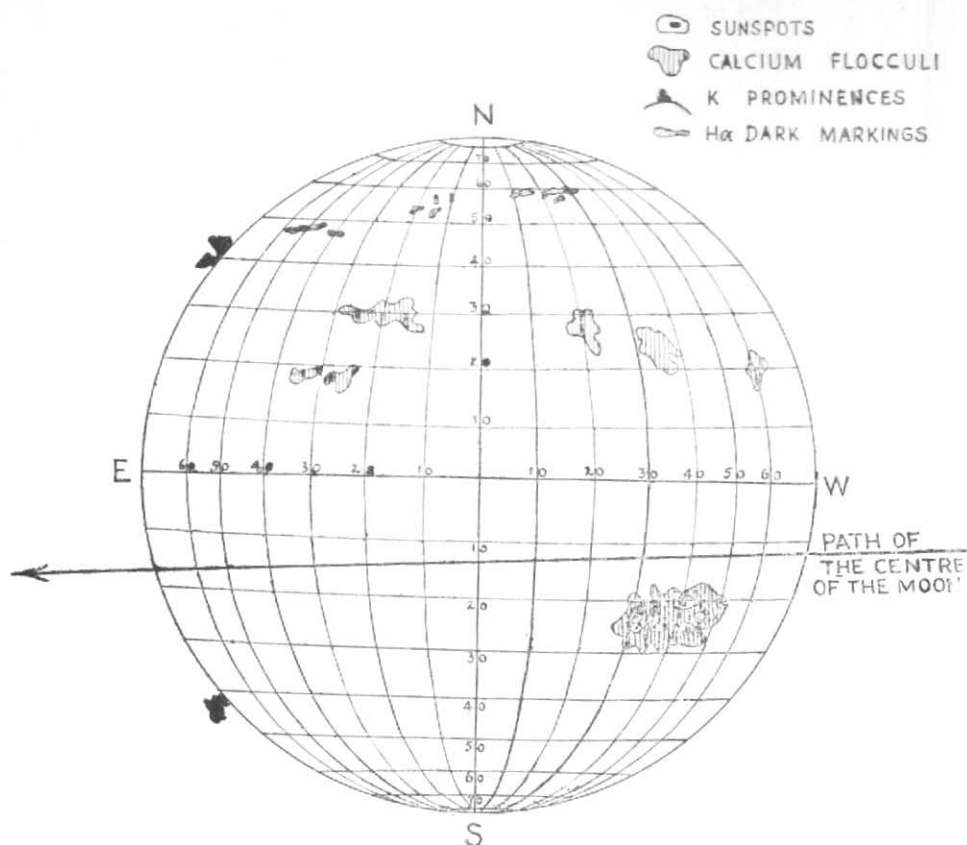 SUNSPOTS
CALCIUM FLOCCULI
K PROMINENCES
Hα DARK MARKINGS
N
70
60
50
40
30
20
10
E 60 50 40 30 20 10 10 20 30 40 50 60 W
10
PATH OF
THE CENTRE
OF THE MOON
20
30
40
50
60
70
S